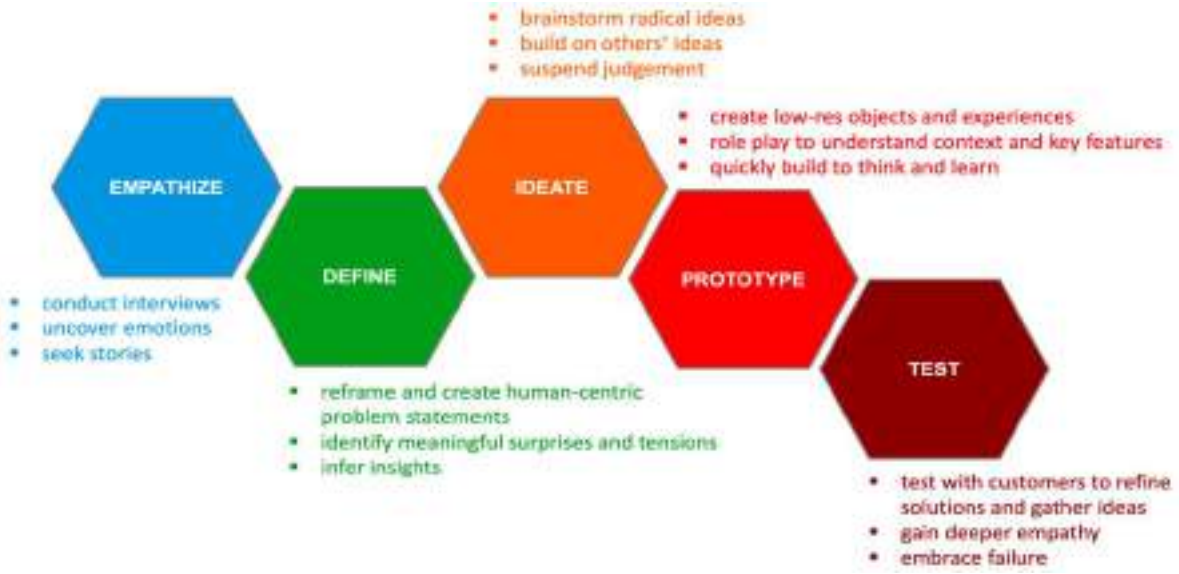 EMPATHIZE
▪ conduct interviews
▪ uncover emotions
▪ seek stories
DEFINE
▪ reframe and create human-centric
problem statements
▪ identify meaningful surprises and tensions
▪ infer insights
▪ brainstorm radical ideas
▪ build on others' ideas
▪ suspend judgement
IDEATE
▪ create low-res objects and experiences
▪ role play to understand context and key features
▪ quickly build to think and learn
PROTOTYPE
TEST
▪ test with customers to refine
solutions and gather ideas
▪ gain deeper empathy
▪ embrace failure